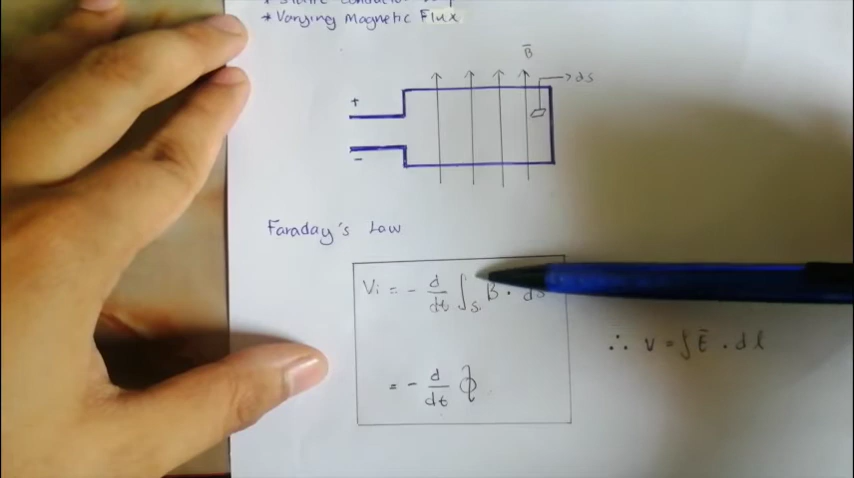 * Varying Magnetic Flux
B̅
+
→ ds
-
Faraday's Law
Vi = - d/dt ∫s B̅ · ds
∴ V = ∫ E̅ · dl
= - d/dt Φ